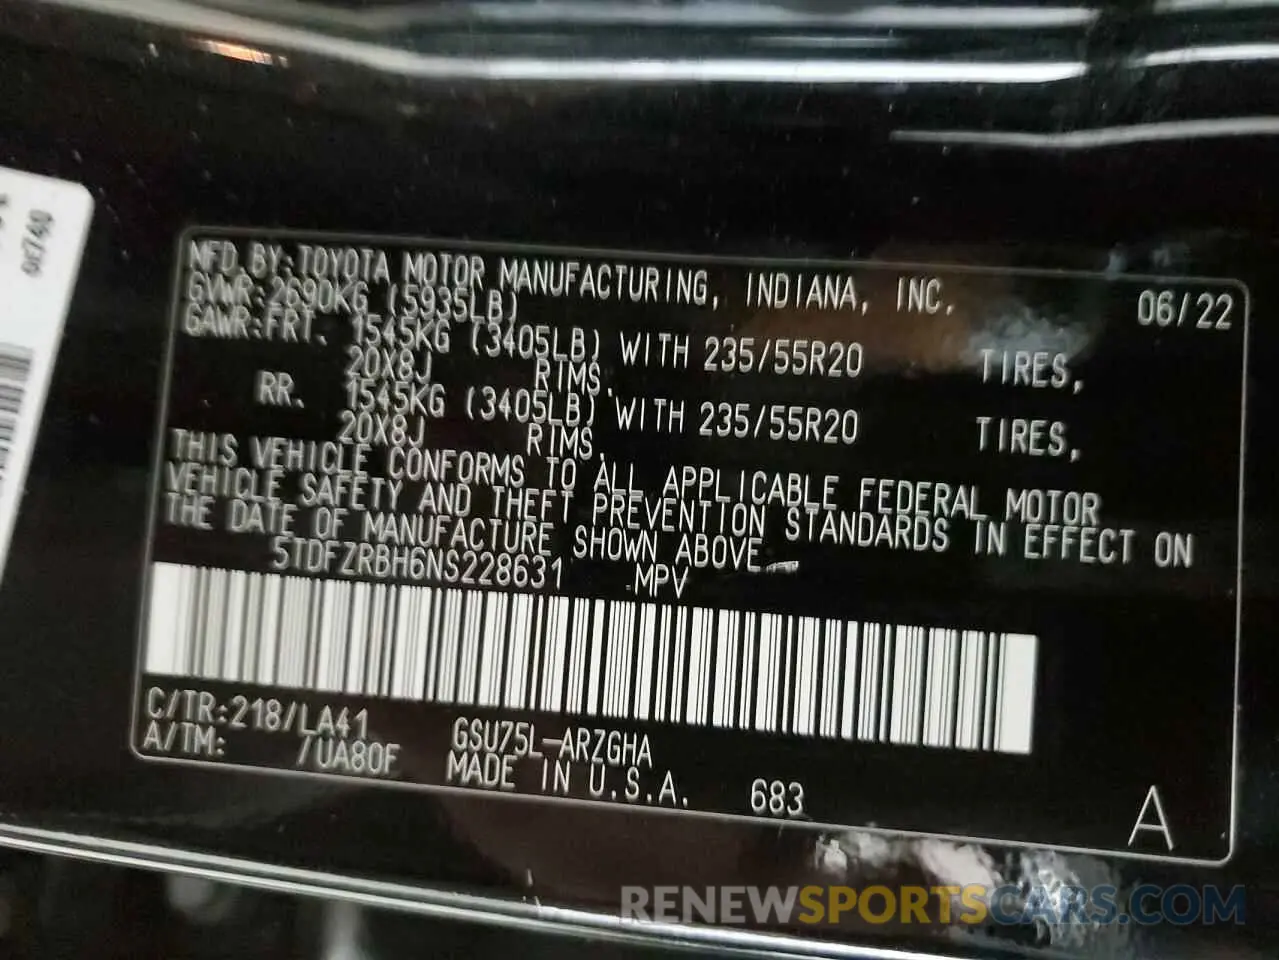 MFD.BY:TOYOTA MOTOR MANUFACTURING, INDIANA, INC. 06/22
GVWR:2690KG (5935LB)
GAWR:FRT. 1545KG (3405LB) WITH 235/55R20 TIRES,
20X8J RIMS,
RR. 1545KG (3405LB) WITH 235/55R20 TIRES,
20X8J RIMS.
THIS VEHICLE CONFORMS TO ALL APPLICABLE FEDERAL MOTOR
VEHICLE SAFETY AND THEFT PREVENTION STANDARDS IN EFFECT ON
THE DATE OF MANUFACTURE SHOWN ABOVE.
5TDFZRBH6NS228631 MPV
C/TR:218/LA41 GSU75L-ARZGHA
A/TM: /UA80F MADE IN U.S.A. 683
A
RENEWSPORTSCARS.COM